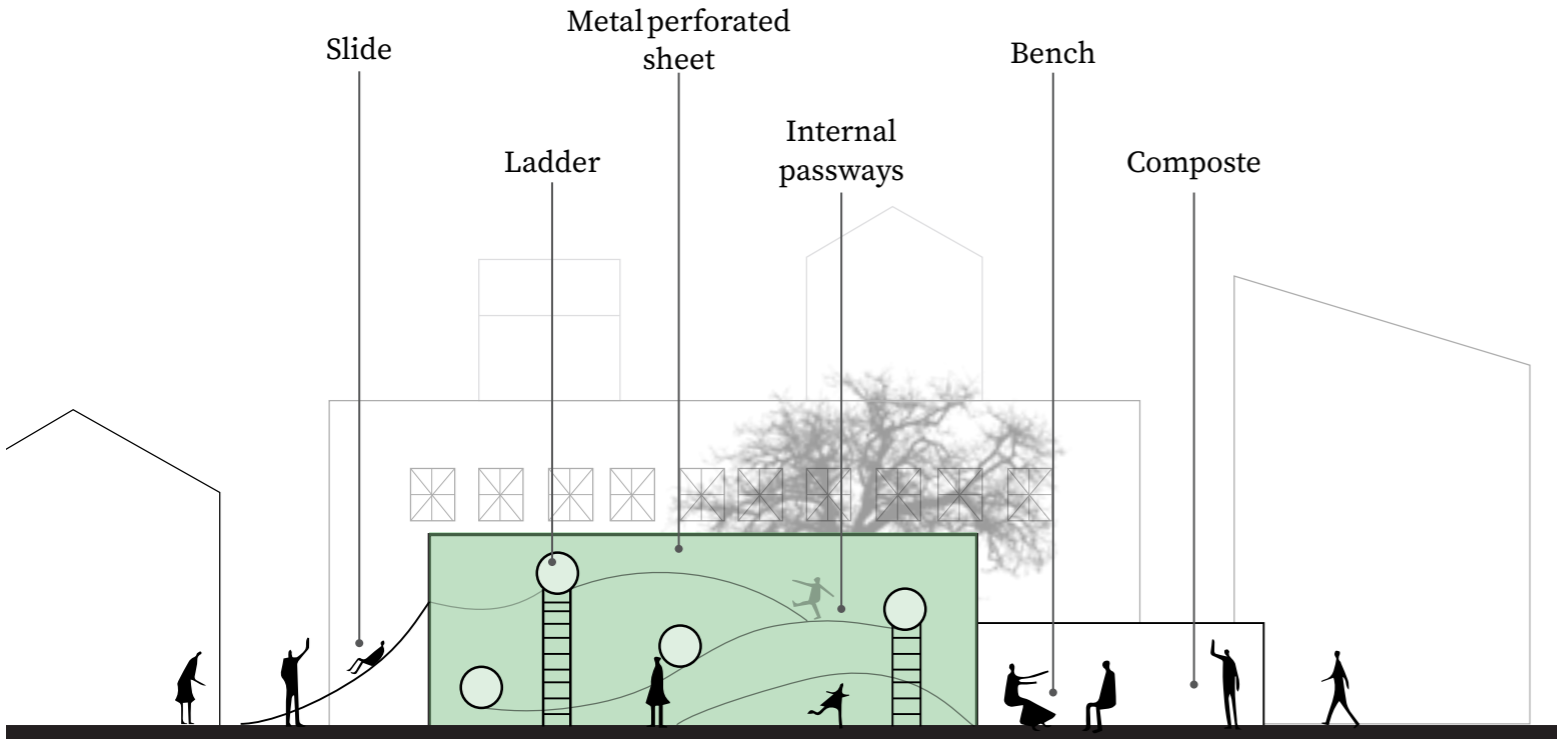 Slide
Metal perforated
sheet
Bench
Internal
passways
Ladder
Composte